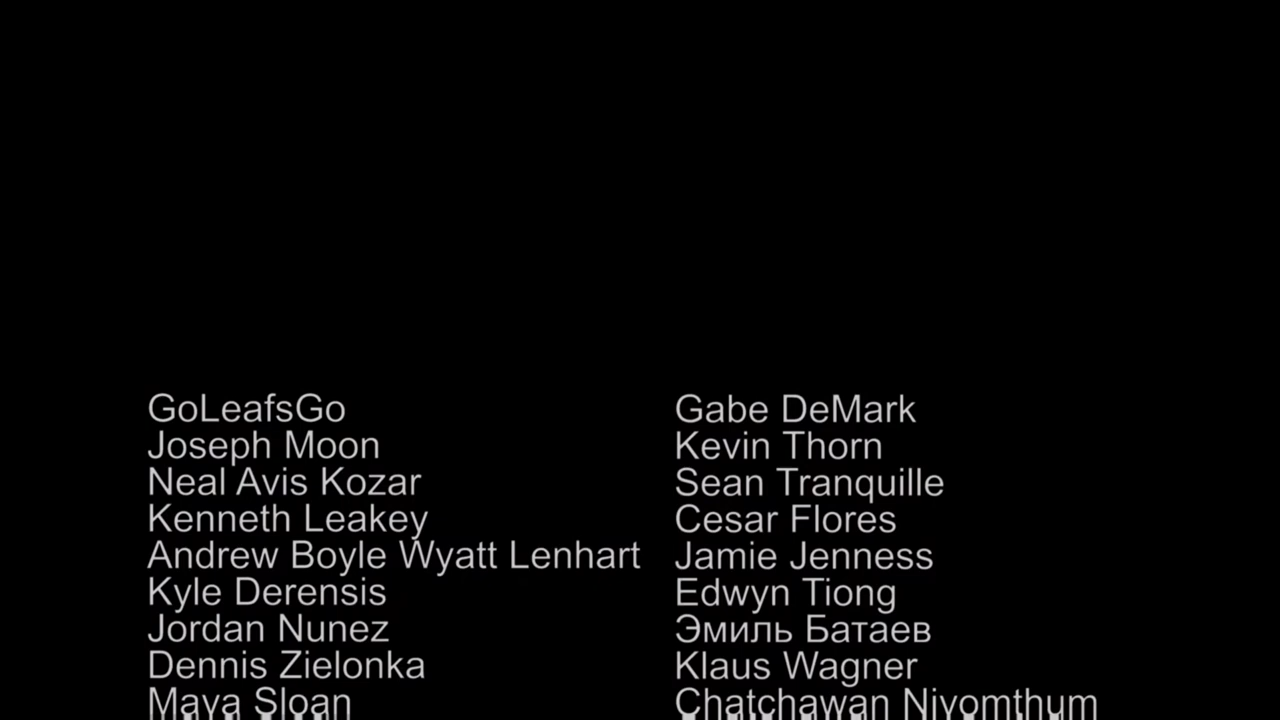 GoLeafsGo
Joseph Moon
Neal Avis Kozar
Kenneth Leakey
Andrew Boyle Wyatt Lenhart
Kyle Derensis
Jordan Nunez
Dennis Zielonka
Maya Sloan
Gabe DeMark
Kevin Thorn
Sean Tranquille
Cesar Flores
Jamie Jenness
Edwyn Tiong
Эмиль Батаев
Klaus Wagner
Chatchawan Niyomthum